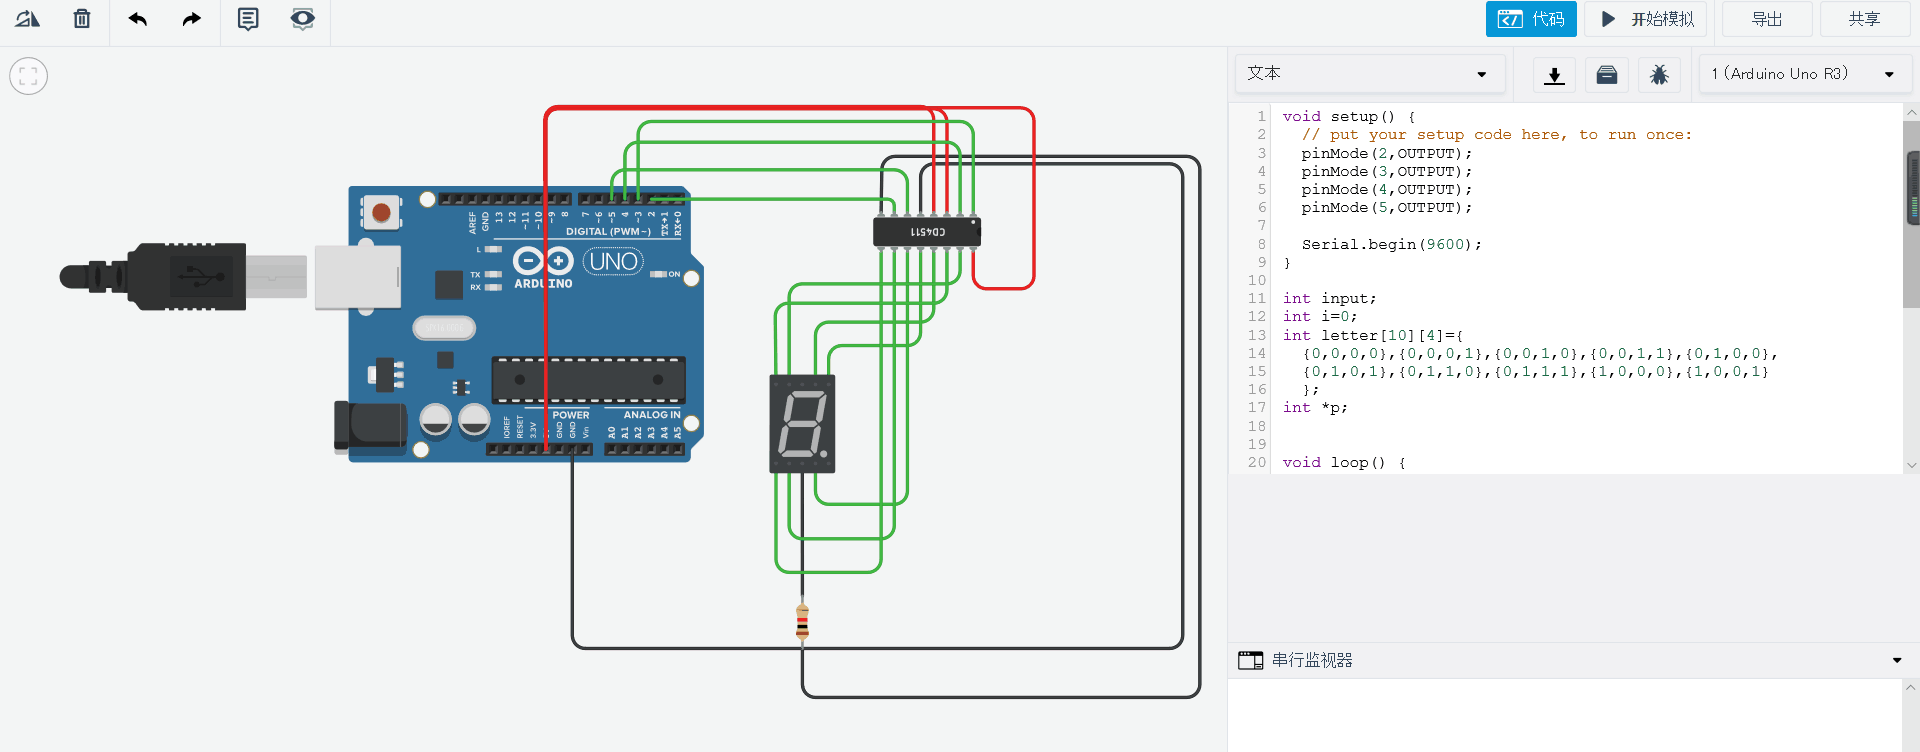 代码
开始模拟
导出
共享
文本
1 (Arduino Uno R3)
1 void setup() {
2 // put your setup code here, to run once:
3 pinMode(2,OUTPUT);
4 pinMode(3,OUTPUT);
5 pinMode(4,OUTPUT);
6 pinMode(5,OUTPUT);
7
8 Serial.begin(9600);
9 }
10
11 int input;
12 int i=0;
13 int letter[10][4]={
14 {0,0,0,0},{0,0,0,1},{0,0,1,0},{0,0,1,1},{0,1,0,0},
15 {0,1,0,1},{0,1,1,0},{0,1,1,1},{1,0,0,0},{1,0,0,1}
16 };
17 int *p;
18
19
20 void loop() {
串行监视器
AREF
GND
13
12
~11
~10
~9
8
7
~6
~5
4
~3
2
TX→1
RX←0
DIGITAL (PWM~)
L
TX
RX
ARDUINO
UNO
ON
CD4511
POWER
ANALOG IN
IOREF
RESET
3.3V
GND
GND
Vin
A0
A1
A2
A3
A4
A5